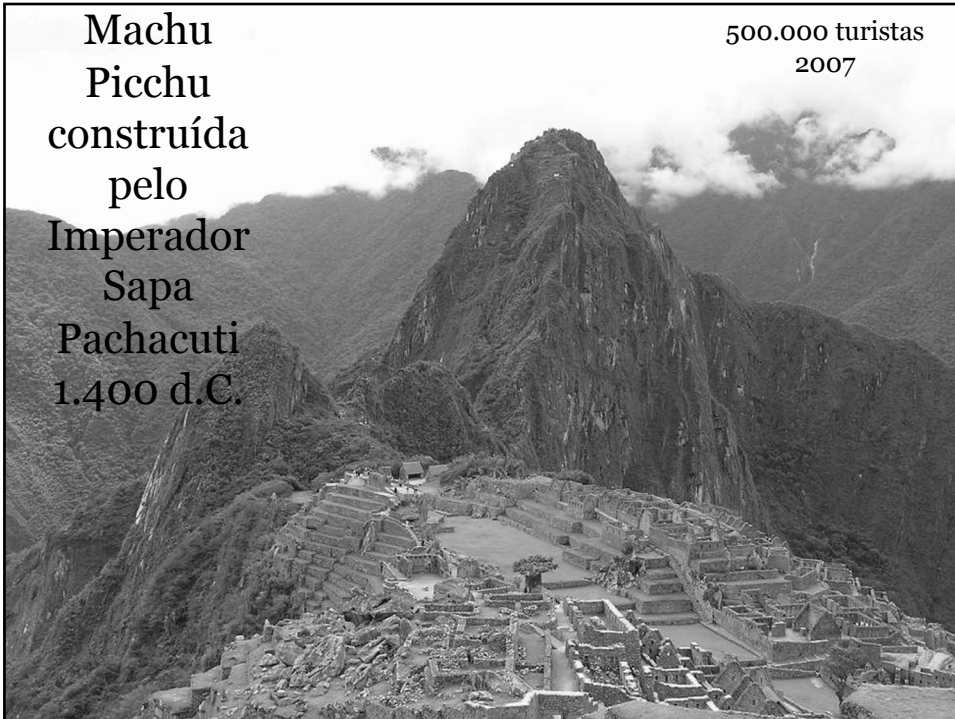 Machu
Picchu
construída
pelo
Imperador
Sapa
Pachacuti
1.400 d.C.
500.000 turistas
2007